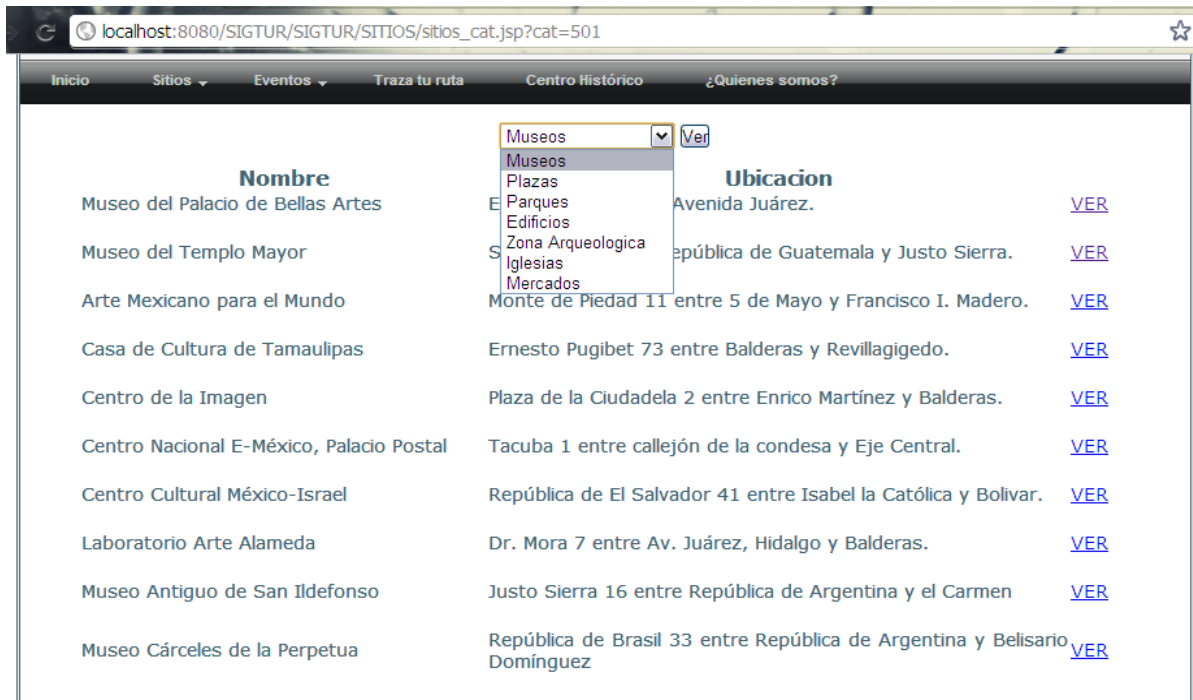 localhost:8080/SIGTUR/SIGTUR/SITIOS/sitios_cat.jsp?cat=501
Inicio Sitios Eventos Traza tu ruta Centro Histórico ¿Quienes somos?
Museos Ver
Museos
Plazas
Parques
Edificios
Zona Arqueologica
Iglesias
Mercados
Nombre Ubicacion
Museo del Palacio de Bellas Artes Avenida Juárez. VER
Museo del Templo Mayor de Guatemala y Justo Sierra. VER
Arte Mexicano para el Mundo Monte de Piedad 11 entre 5 de Mayo y Francisco I. Madero. VER
Casa de Cultura de Tamaulipas Ernesto Pugibet 73 entre Balderas y Revillagigedo. VER
Centro de la Imagen Plaza de la Ciudadela 2 entre Enrico Martínez y Balderas. VER
Centro Nacional E-México, Palacio Postal Tacuba 1 entre callejón de la condesa y Eje Central. VER
Centro Cultural México-Israel República de El Salvador 41 entre Isabel la Católica y Bolivar. VER
Laboratorio Arte Alameda Dr. Mora 7 entre Av. Juárez, Hidalgo y Balderas. VER
Museo Antiguo de San Ildefonso Justo Sierra 16 entre República de Argentina y el Carmen VER
Museo Cárceles de la Perpetua República de Brasil 33 entre República de Argentina y Belisario Domínguez VER